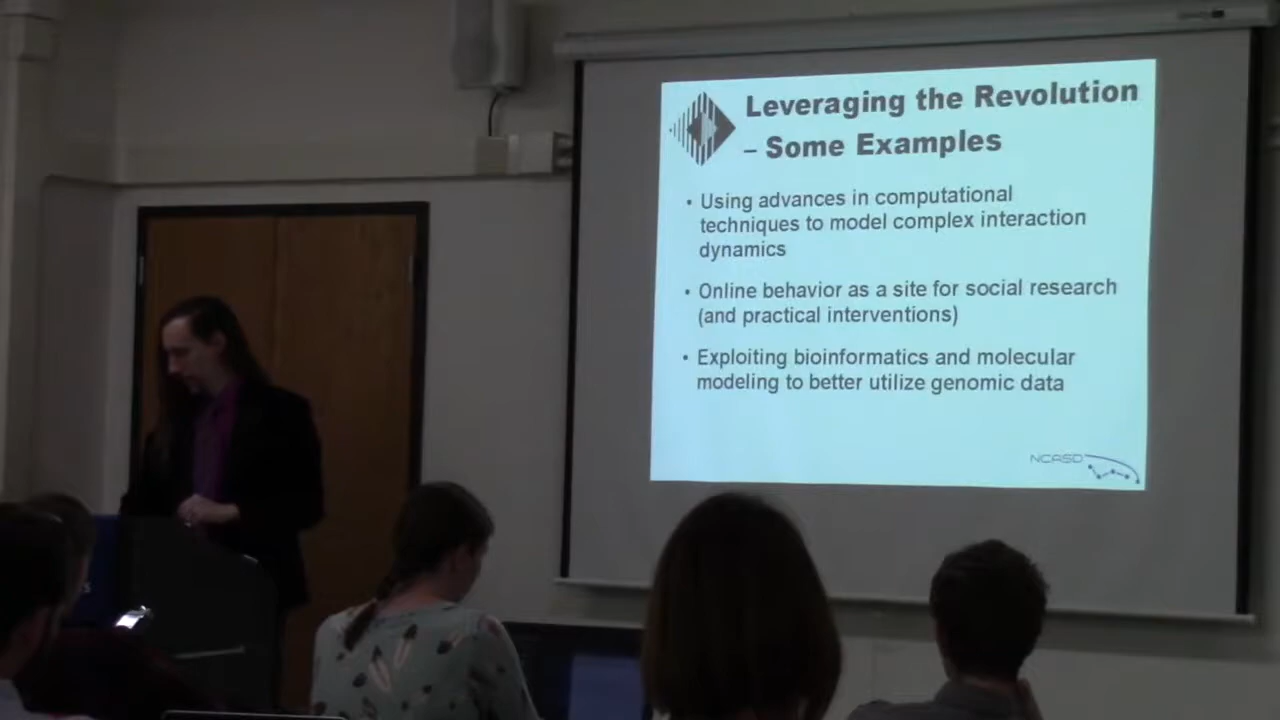 Leveraging the Revolution
– Some Examples
• Using advances in computational
techniques to model complex interaction
dynamics
• Online behavior as a site for social research
(and practical interventions)
• Exploiting bioinformatics and molecular
modeling to better utilize genomic data
NCASD